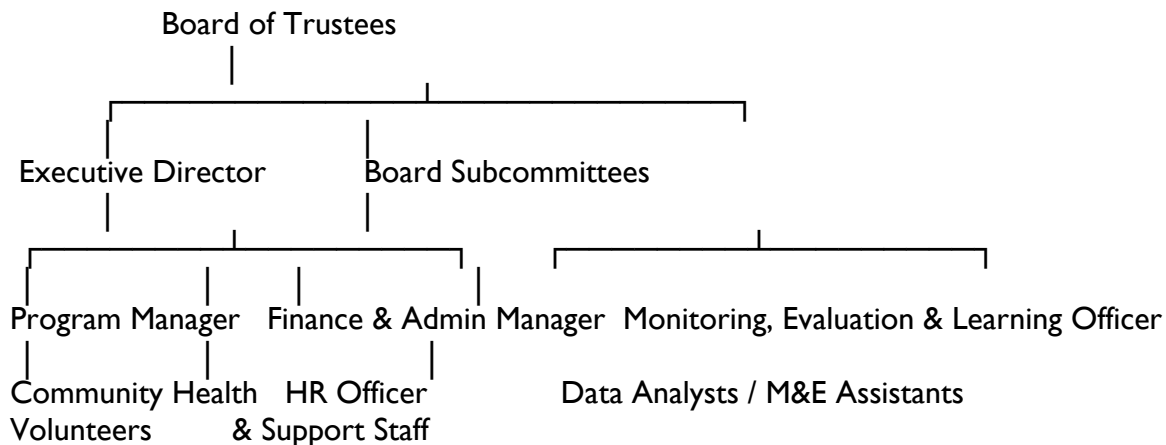 Board of Trustees
Executive Director Board Subcommittees
Program Manager Finance & Admin Manager Monitoring, Evaluation & Learning Officer
Community Health HR Officer Data Analysts / M&E Assistants
Volunteers & Support Staff